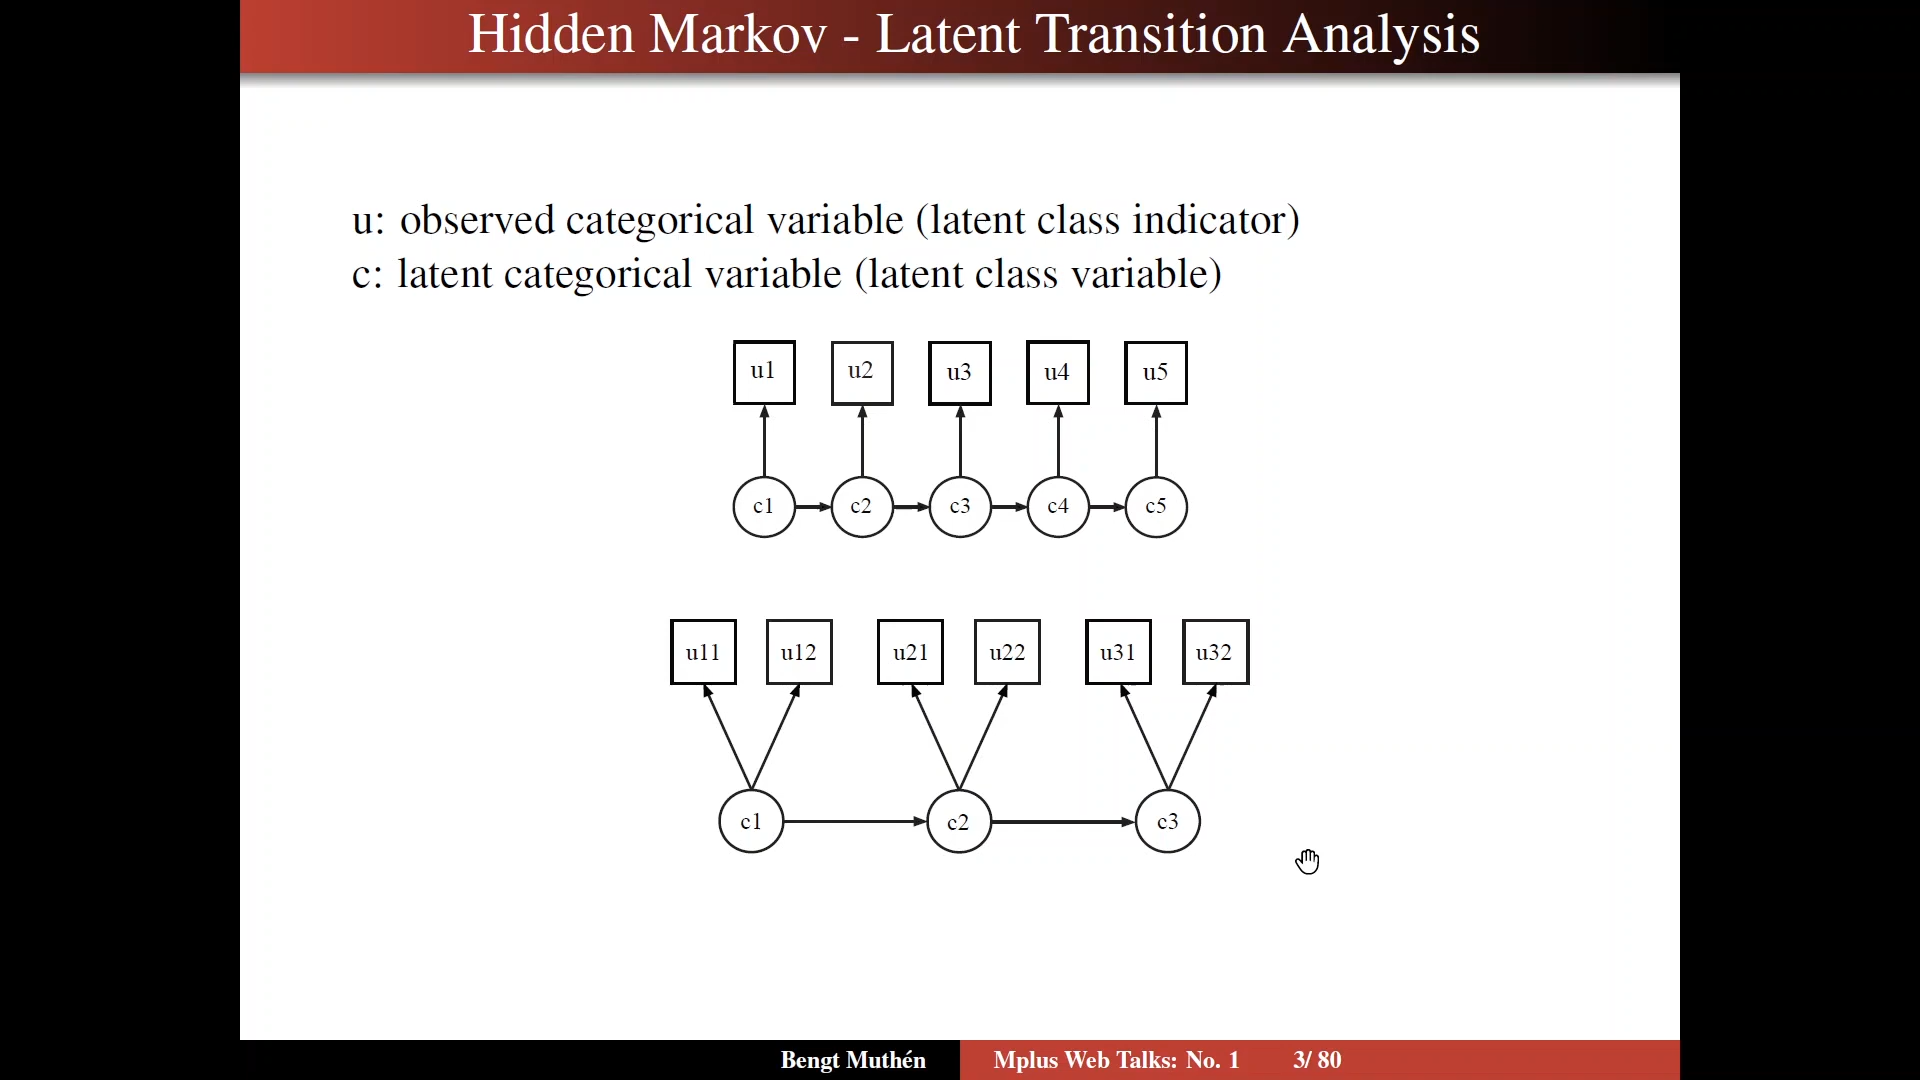 Hidden Markov - Latent Transition Analysis
u: observed categorical variable (latent class indicator)
c: latent categorical variable (latent class variable)
u1 u2 u3 u4 u5
c1 c2 c3 c4 c5
u11 u12 u21 u22 u31 u32
c1 c2 c3
Bengt Muthén Mplus Web Talks: No. 1 3/ 80